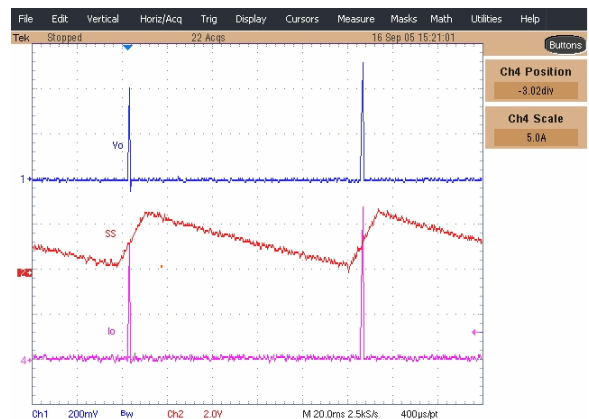 File Edit Vertical Horiz/Acq Trig Display Cursors Measure Masks Math Utilities Help
Tek Stopped 22 Acqs 16 Sep 05 15:21:01
Buttons
Ch4 Position
-3.02div
Ch4 Scale
5.0A
Vo
1
SS
Io
4
Ch1 200mV Bw Ch2 2.0V M 20.0ms 2.5kS/s 400µs/pt